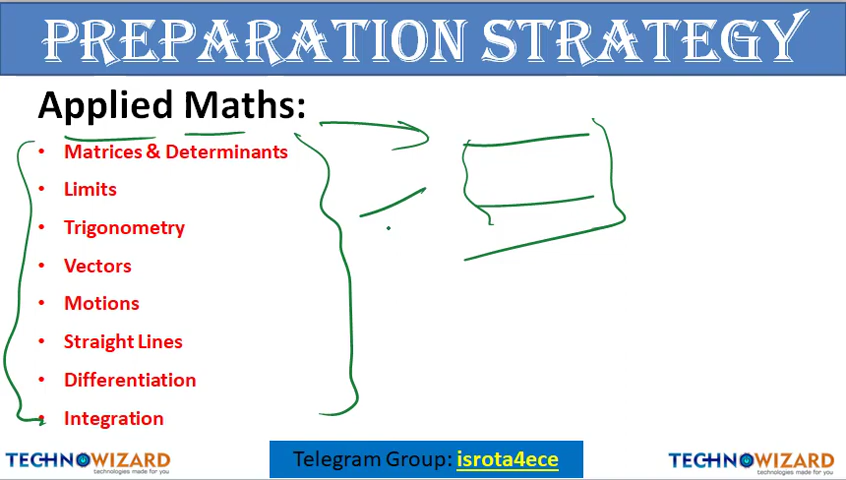 PREPARATION STRATEGY
Applied Maths:
• Matrices & Determinants
• Limits
• Trigonometry
• Vectors
• Motions
• Straight Lines
• Differentiation
• Integration
TECHNOWIZARD
technologies made for you
Telegram Group: isrota4ece
TECHNOWIZARD
technologies made for you